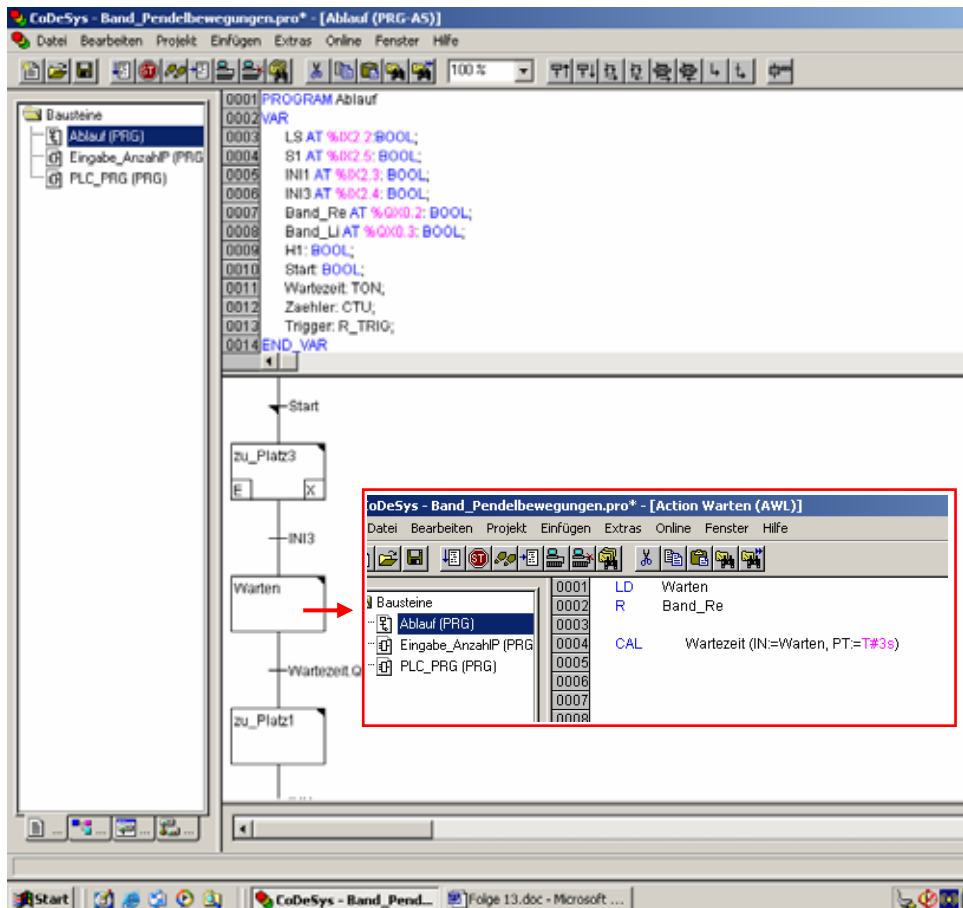 CoDeSys - Band_Pendelbewegungen.pro* - [Ablauf (PRG-AS)]
Datei Bearbeiten Projekt Einfügen Extras Online Fenster Hilfe
100 %
Bausteine
Ablauf (PRG)
Eingabe_AnzahlP (PRG
PLC_PRG (PRG)
0001 PROGRAM Ablauf
0002 VAR
0003 LS AT %IX2.2:BOOL;
0004 S1 AT %IX2.5: BOOL;
0005 INI1 AT %IX2.3: BOOL;
0006 INI3 AT %IX2.4: BOOL;
0007 Band_Re AT %QX0.2: BOOL;
0008 Band_Li AT %QX0.3: BOOL;
0009 H1: BOOL;
0010 Start: BOOL;
0011 Wartezeit: TON;
0012 Zaehler: CTU;
0013 Trigger: R_TRIG;
0014 END_VAR
Start
zu_Platz3
E X
INI3
Warten
Wartezeit.Q
zu_Platz1
oDeSys - Band_Pendelbewegungen.pro* - [Action Warten (AWL)]
Datei Bearbeiten Projekt Einfügen Extras Online Fenster Hilfe
Bausteine
Ablauf (PRG)
Eingabe_AnzahlP (PRG
PLC_PRG (PRG)
0001 LD Warten
0002 R Band_Re
0003
0004 CAL Wartezeit (IN:=Warten, PT:=T#3s)
0005
0006
0007
0008
Start
CoDeSys - Band_Pend...
Folge 13.doc - Microsoft ...